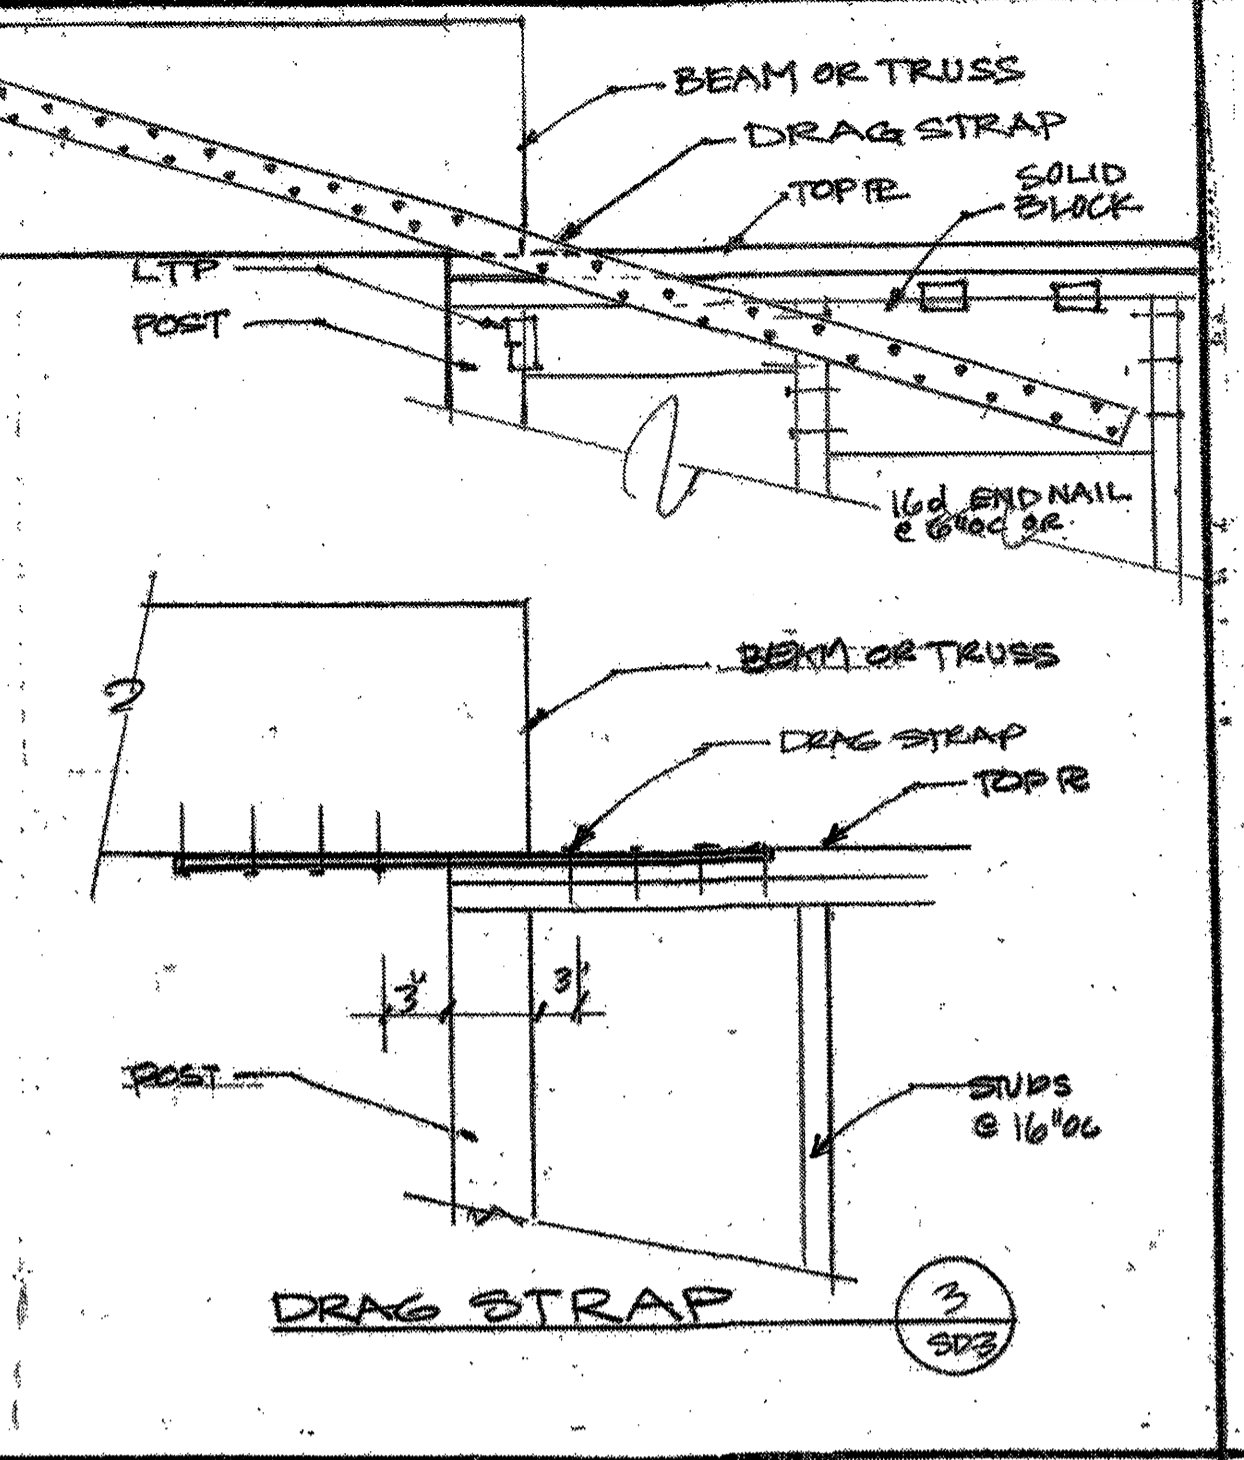 BEAM OR TRUSS
DRAG STRAP
TOP PL
SOLID
BLOCK
LTP
POST
16d END NAIL
@ 6"OC OR
BEAM OR TRUSS
DRAG STRAP
TOP PL
3"
3"
POST
STUDS
@ 16"OC
DRAG STRAP
3
SD3